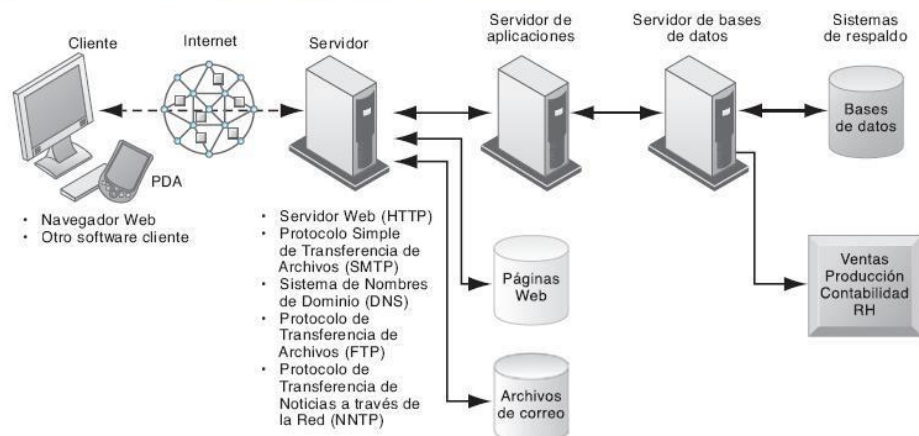 Cliente
Internet
Servidor
Servidor de
aplicaciones
Servidor de bases
de datos
Sistemas
de respaldo
Bases
de datos
PDA
• Navegador Web
• Otro software cliente
• Servidor Web (HTTP)
• Protocolo Simple
de Transferencia de
Archivos (SMTP)
• Sistema de Nombres
de Dominio (DNS)
• Protocolo de
Transferencia de
Archivos (FTP)
• Protocolo de
Transferencia de
Noticias a través de
la Red (NNTP)
Páginas
Web
Archivos
de correo
Ventas
Producción
Contabilidad
RH